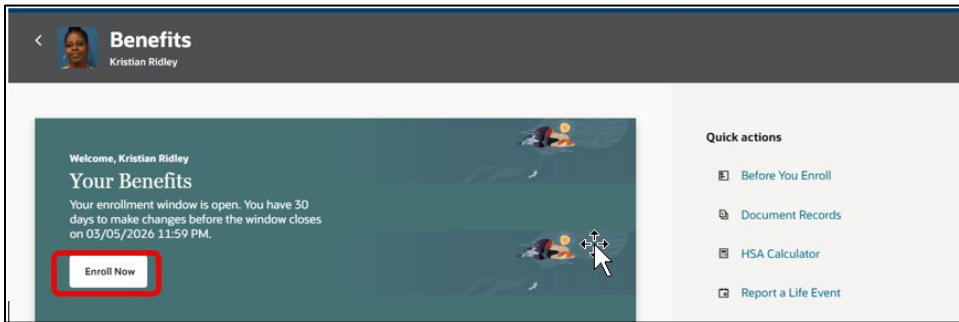 Benefits
Kristian Ridley
Welcome, Kristian Ridley
Your Benefits
Your enrollment window is open. You have 30
days to make changes before the window closes
on 03/05/2026 11:59 PM.
Enroll Now
Quick actions
Before You Enroll
Document Records
HSA Calculator
Report a Life Event